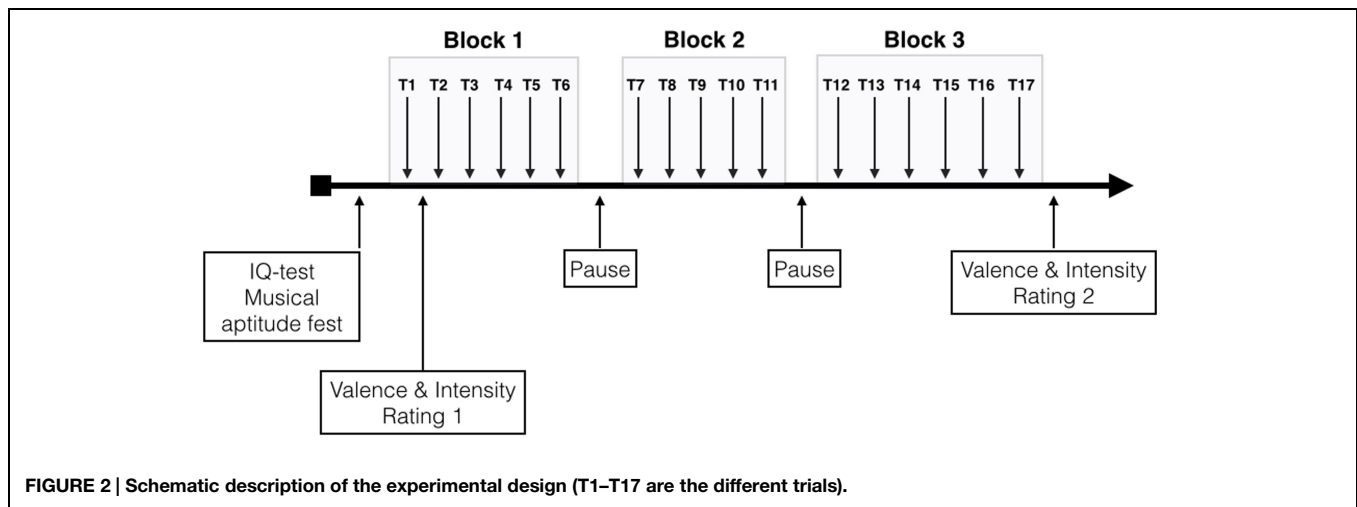 Block 1 Block 2 Block 3
T1 T2 T3 T4 T5 T6 T7 T8 T9 T10 T11 T12 T13 T14 T15 T16 T17
IQ-test
Musical
aptitude fest
Valence & Intensity
Rating 1
Pause
Pause
Valence & Intensity
Rating 2
FIGURE 2 | Schematic description of the experimental design (T1–T17 are the different trials).